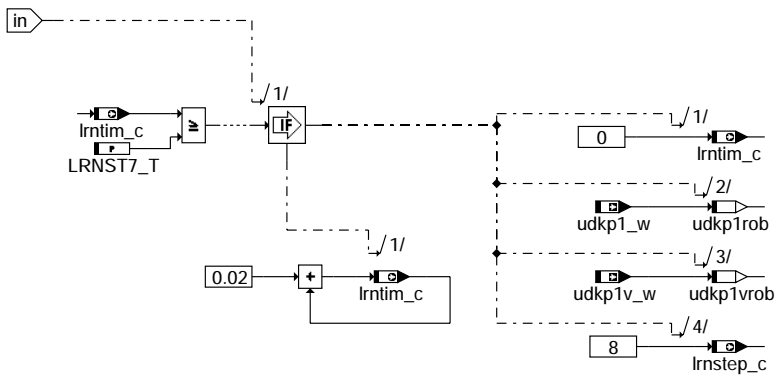 in
/1/
lrntim_c
LRNST7_T
≥
IF
/1/
0
lrntim_c
/2/
udkp1_w
udkp1rob
/1/
0.02
+
lrntim_c
/3/
udkp1v_w
udkp1vrob
/4/
8
lrnstep_c